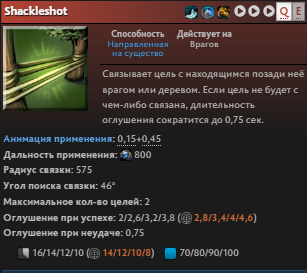 Shackleshot
Q E
Способность Действует на
Направленная на существо Врагов
Связывает цель с находящимся позади неё
врагом или деревом. Если цель не будет с
чем-либо связана, длительность
оглушения сократится до 0,75 сек.
Анимация применения: 0,15+0,45
Дальность применения: 800
Радиус связки: 575
Угол поиска связки: 46°
Максимальное кол-во целей: 2
Оглушение при успехе: 2/2,6/3,2/3,8 (2,8/3,4/4/4,6)
Оглушение при неудаче: 0,75
16/14/12/10 (14/12/10/8) 70/80/90/100